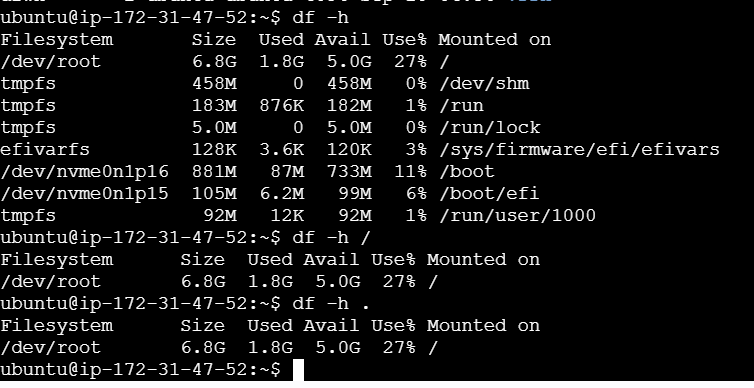 ubuntu@ip-172-31-47-52:~$ df -h
Filesystem       Size  Used Avail Use% Mounted on
/dev/root        6.8G  1.8G  5.0G  27% /
tmpfs            458M     0  458M   0% /dev/shm
tmpfs            183M  876K  182M   1% /run
tmpfs            5.0M     0  5.0M   0% /run/lock
efivarfs         128K  3.6K  120K   3% /sys/firmware/efi/efivars
/dev/nvme0n1p16  881M   87M  733M  11% /boot
/dev/nvme0n1p15  105M  6.2M   99M   6% /boot/efi
tmpfs             92M   12K   92M   1% /run/user/1000
ubuntu@ip-172-31-47-52:~$ df -h /
Filesystem      Size  Used Avail Use% Mounted on
/dev/root       6.8G  1.8G  5.0G  27% /
ubuntu@ip-172-31-47-52:~$ df -h .
Filesystem      Size  Used Avail Use% Mounted on
/dev/root       6.8G  1.8G  5.0G  27% /
ubuntu@ip-172-31-47-52:~$